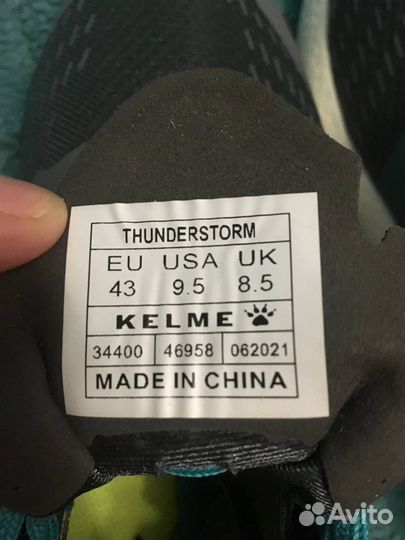 THUNDERSTORM
EU USA UK
43 9.5 8.5
KELME
34400 46958 062021
MADE IN CHINA
Avito